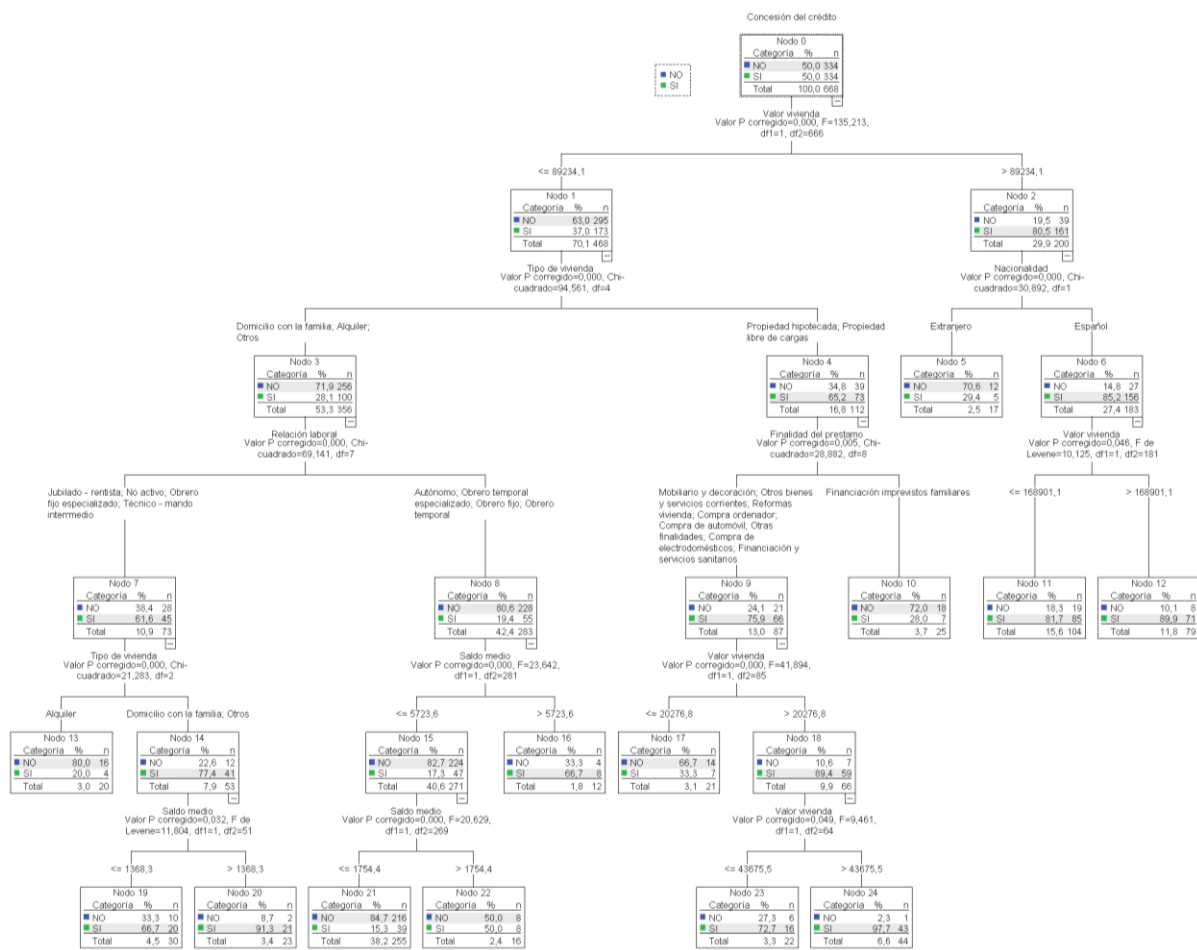 Concesión del crédito
NO
SI
Nodo 0
Categoría % n
NO 50,0 334
SI 50,0 334
Total 100,0 668
Valor vivienda
Valor P corregido=0,000, F=135,213,
df1=1, df2=666
<= 89234,1
> 89234,1
Nodo 1
Categoría % n
NO 63,0 295
SI 37,0 173
Total 70,1 468
Tipo de vivienda
Valor P corregido=0,000, Chi-
cuadrado=94,561, df=4
Nodo 2
Categoría % n
NO 19,5 39
SI 80,5 161
Total 29,9 200
Nacionalidad
Valor P corregido=0,000, Chi-
cuadrado=30,892, df=1
Domicilio con la familia; Alquiler;
Otros
Propiedad hipotecada; Propiedad
libre de cargas
Extranjero
Español
Nodo 3
Categoría % n
NO 71,9 256
SI 28,1 100
Total 53,3 356
Relación laboral
Valor P corregido=0,000, Chi-
cuadrado=69,141, df=7
Nodo 4
Categoría % n
NO 34,8 39
SI 65,2 73
Total 16,8 112
Finalidad del prestamo
Valor P corregido=0,005, Chi-
cuadrado=28,882, df=8
Nodo 5
Categoría % n
NO 70,6 12
SI 29,4 5
Total 2,5 17
Nodo 6
Categoría % n
NO 14,8 27
SI 85,2 156
Total 27,4 183
Valor vivienda
Valor P corregido=0,046, F de
Levene=10,125, df1=1, df2=181
Jubilado - rentista; No activo; Obrero
fijo especializado; Técnico - mando
intermmedio
Autónomo; Obrero temporal
especializado; Obrero fijo; Obrero
temporal
Mobiliario y decoración; Otros bienes
y servicios corrientes; Reformas
vivienda; Compra ordenador;
Compra de automóvil; Otras
finalidades; Compra de
electrodomésticos; Financiación y
servicios sanitarios
Financiación imprevistos familiares
<= 168901,1
> 168901,1
Nodo 7
Categoría % n
NO 38,4 28
SI 61,6 45
Total 10,9 73
Tipo de vivienda
Valor P corregido=0,000, Chi-
cuadrado=21,283, df=2
Nodo 8
Categoría % n
NO 80,6 228
SI 19,4 55
Total 42,4 283
Saldo medio
Valor P corregido=0,000, F=23,642,
df1=1, df2=281
Nodo 9
Categoría % n
NO 24,1 21
SI 75,9 66
Total 13,0 87
Valor vivienda
Valor P corregido=0,000, F=41,894,
df1=1, df2=85
Nodo 10
Categoría % n
NO 72,0 18
SI 28,0 7
Total 3,7 25
Nodo 11
Categoría % n
NO 18,3 19
SI 81,7 85
Total 15,6 104
Nodo 12
Categoría % n
NO 10,1 8
SI 89,9 71
Total 11,8 79
Alquiler
Domicilio con la familia; Otros
<= 5723,6
> 5723,6
<= 20276,8
> 20276,8
Nodo 13
Categoría % n
NO 80,0 16
SI 20,0 4
Total 3,0 20
Nodo 14
Categoría % n
NO 22,6 12
SI 77,4 41
Total 7,9 53
Saldo medio
Valor P corregido=0,032, F de
Levene=11,804, df1=1, df2=51
Nodo 15
Categoría % n
NO 82,7 224
SI 17,3 47
Total 40,6 271
Saldo medio
Valor P corregido=0,000, F=20,629,
df1=1, df2=269
Nodo 16
Categoría % n
NO 33,3 4
SI 66,7 8
Total 1,8 12
Nodo 17
Categoría % n
NO 66,7 14
SI 33,3 7
Total 3,1 21
Nodo 18
Categoría % n
NO 10,6 7
SI 89,4 59
Total 9,9 66
Valor vivienda
Valor P corregido=0,049, F=9,461,
df1=1, df2=64
<= 1368,3
> 1368,3
<= 1754,4
> 1754,4
<= 43675,5
> 43675,5
Nodo 19
Categoría % n
NO 33,3 10
SI 66,7 20
Total 4,5 30
Nodo 20
Categoría % n
NO 8,7 2
SI 91,3 21
Total 3,4 23
Nodo 21
Categoría % n
NO 84,7 216
SI 15,3 39
Total 38,2 255
Nodo 22
Categoría % n
NO 50,0 8
SI 50,0 8
Total 2,4 16
Nodo 23
Categoría % n
NO 27,3 6
SI 72,7 16
Total 3,3 22
Nodo 24
Categoría % n
NO 2,3 1
SI 97,7 43
Total 6,6 44